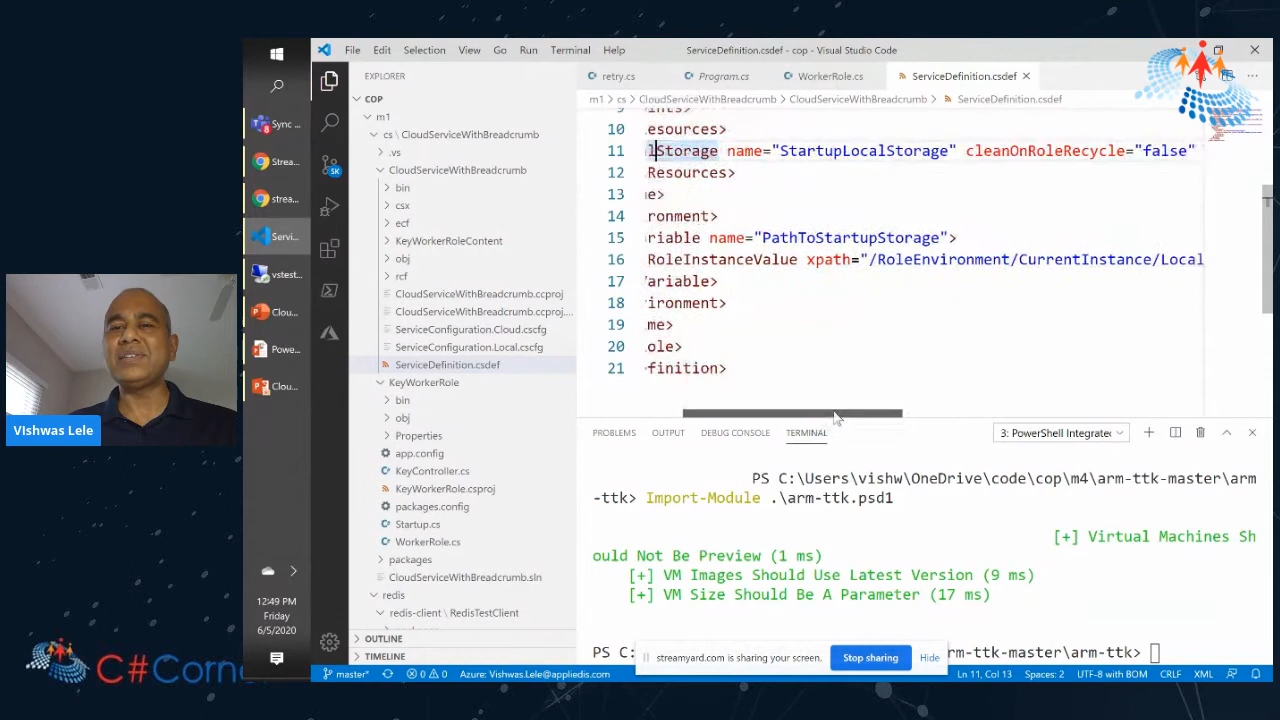 File Edit Selection View Go Run Terminal Help
ServiceDefinition.csdef - cop - Visual Studio Code
EXPLORER
retry.cs
Program.cs
WorkerRole.cs
ServiceDefinition.csdef
m1 > cs > CloudServiceWithBreadcrumb > CloudServiceWithBreadcrumb > ServiceDefinition.csdef
COP
m1
cs \ CloudServiceWithBreadcrumb
.vs
CloudServiceWithBreadcrumb
bin
csx
ecf
KeyWorkerRoleContent
obj
rcf
CloudServiceWithBreadcrumb.ccproj
CloudServiceWithBreadcrumb.ccproj...
ServiceConfiguration.Cloud.cscfg
ServiceConfiguration.Local.cscfg
ServiceDefinition.csdef
KeyWorkerRole
bin
obj
Properties
app.config
KeyController.cs
KeyWorkerRole.csproj
packages.config
Startup.cs
WorkerRole.cs
packages
CloudServiceWithBreadcrumb.sln
redis
redis-client \ RedisTestClient
OUTLINE
TIMELINE
10 esources>
11 lStorage name="StartupLocalStorage" cleanOnRoleRecycle="false"
12 Resources>
13 e>
14 ronment>
15 riable name="PathToStartupStorage">
16 RoleInstanceValue xpath="/RoleEnvironment/CurrentInstance/Local
17 ariable>
18 ironment>
19 me>
20 ole>
21 finition>
PROBLEMS OUTPUT DEBUG CONSOLE TERMINAL
3: PowerShell Integrated
PS C:\Users\vishw\OneDrive\code\cop\m4\arm-ttk-master\arm
-ttk> Import-Module .\arm-ttk.psd1
[+] Virtual Machines Sh
ould Not Be Preview (1 ms)
[+] VM Images Should Use Latest Version (9 ms)
[+] VM Size Should Be A Parameter (17 ms)
PS C:
rm-ttk-master\arm-ttk>
streamyard.com is sharing your screen. Stop sharing Hide
Sync ...
Strea...
strea...
Servi...
vstest...
Clou...
Powe...
Clou...
12:49 PM
Friday
6/5/2020
SK
master*
0 0
Azure: Vishwas.Lele@appliedis.com
Ln 11, Col 13
Spaces: 2
UTF-8 with BOM
CRLF
XML
VIshwas Lele
C#Corne